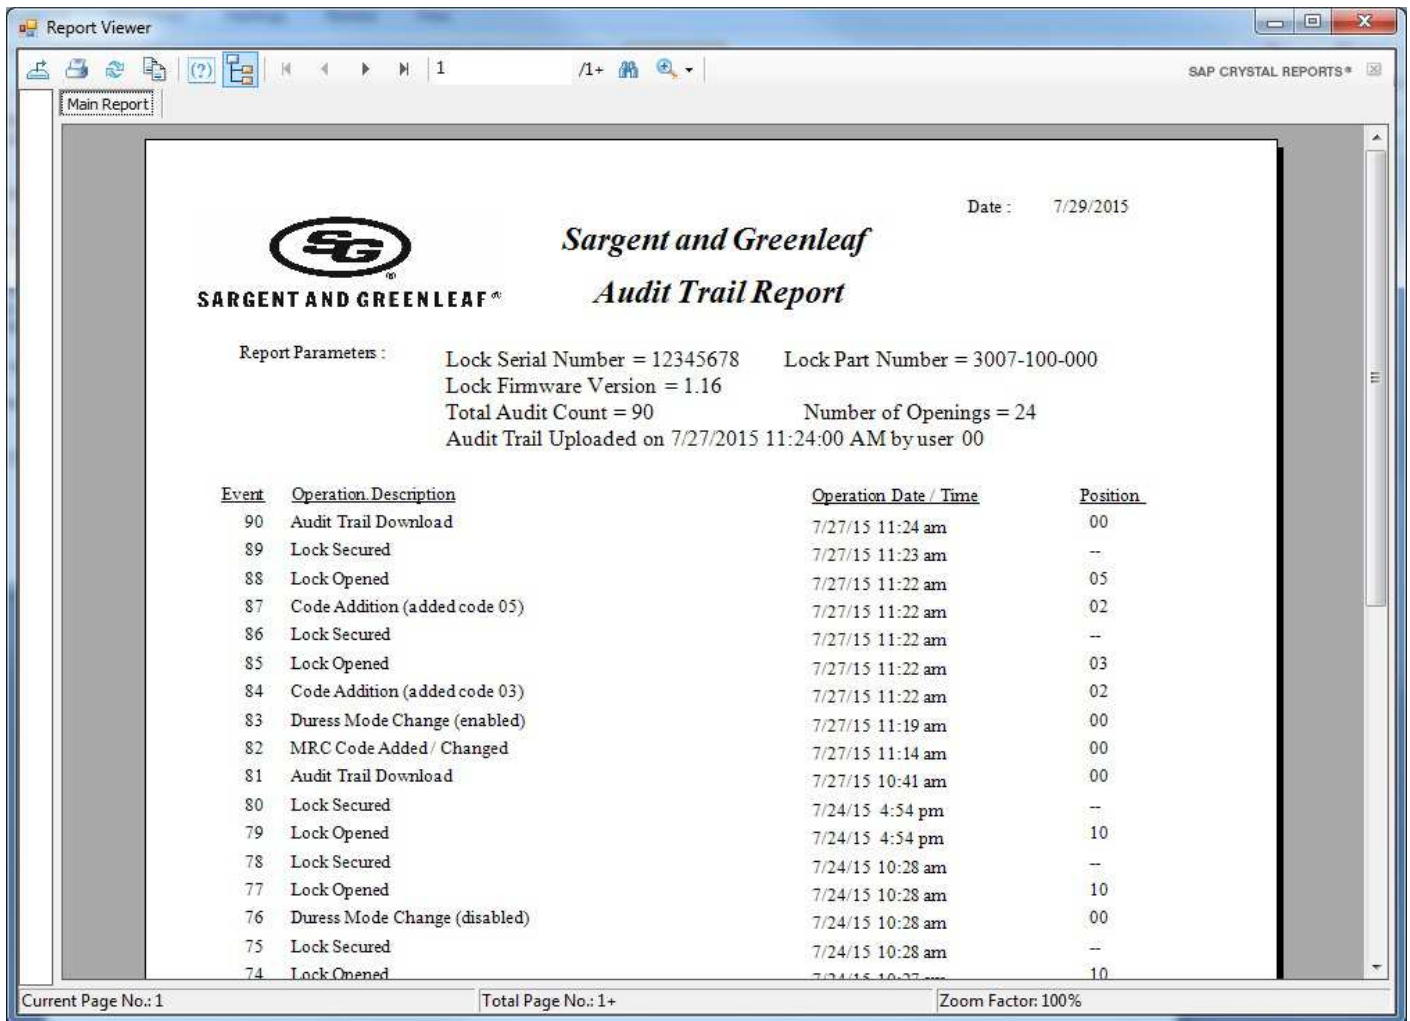 Report Viewer
(?) 1 /1+ SAP CRYSTAL REPORTS®
Main Report
Date : 7/29/2015
SG
®
SARGENT AND GREENLEAF®
Sargent and Greenleaf
Audit Trail Report
Report Parameters :
Lock Serial Number = 12345678 Lock Part Number = 3007-100-000
Lock Firmware Version = 1.16
Total Audit Count = 90 Number of Openings = 24
Audit Trail Uploaded on 7/27/2015 11:24:00 AM by user 00
Event Operation.Description Operation Date / Time Position
90 Audit Trail Download 7/27/15 11:24 am 00
89 Lock Secured 7/27/15 11:23 am --
88 Lock Opened 7/27/15 11:22 am 05
87 Code Addition (added code 05) 7/27/15 11:22 am 02
86 Lock Secured 7/27/15 11:22 am --
85 Lock Opened 7/27/15 11:22 am 03
84 Code Addition (added code 03) 7/27/15 11:22 am 02
83 Duress Mode Change (enabled) 7/27/15 11:19 am 00
82 MRC Code Added / Changed 7/27/15 11:14 am 00
81 Audit Trail Download 7/27/15 10:41 am 00
80 Lock Secured 7/24/15 4:54 pm --
79 Lock Opened 7/24/15 4:54 pm 10
78 Lock Secured 7/24/15 10:28 am --
77 Lock Opened 7/24/15 10:28 am 10
76 Duress Mode Change (disabled) 7/24/15 10:28 am 00
75 Lock Secured 7/24/15 10:28 am --
74 Lock Opened 7/24/15 10:27 am 10
Current Page No.: 1 Total Page No.: 1+ Zoom Factor: 100%